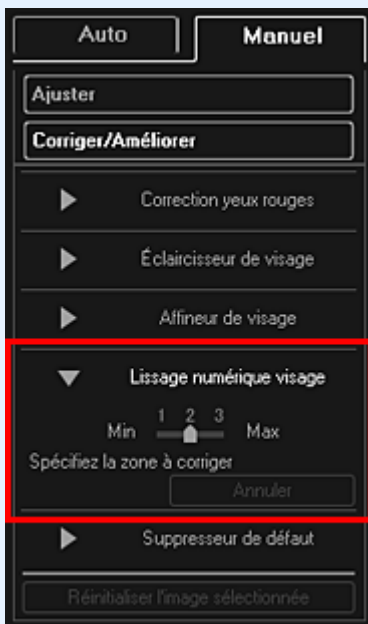 Auto Manuel
Ajuster
Corriger/Améliorer
Correction yeux rouges
Éclaircisseur de visage
Affineur de visage
Lissage numérique visage
1 2 3
Min Max
Spécifiez la zone à corriger
Annuler
Suppresseur de défaut
Réinitialiser l'image sélectionnée